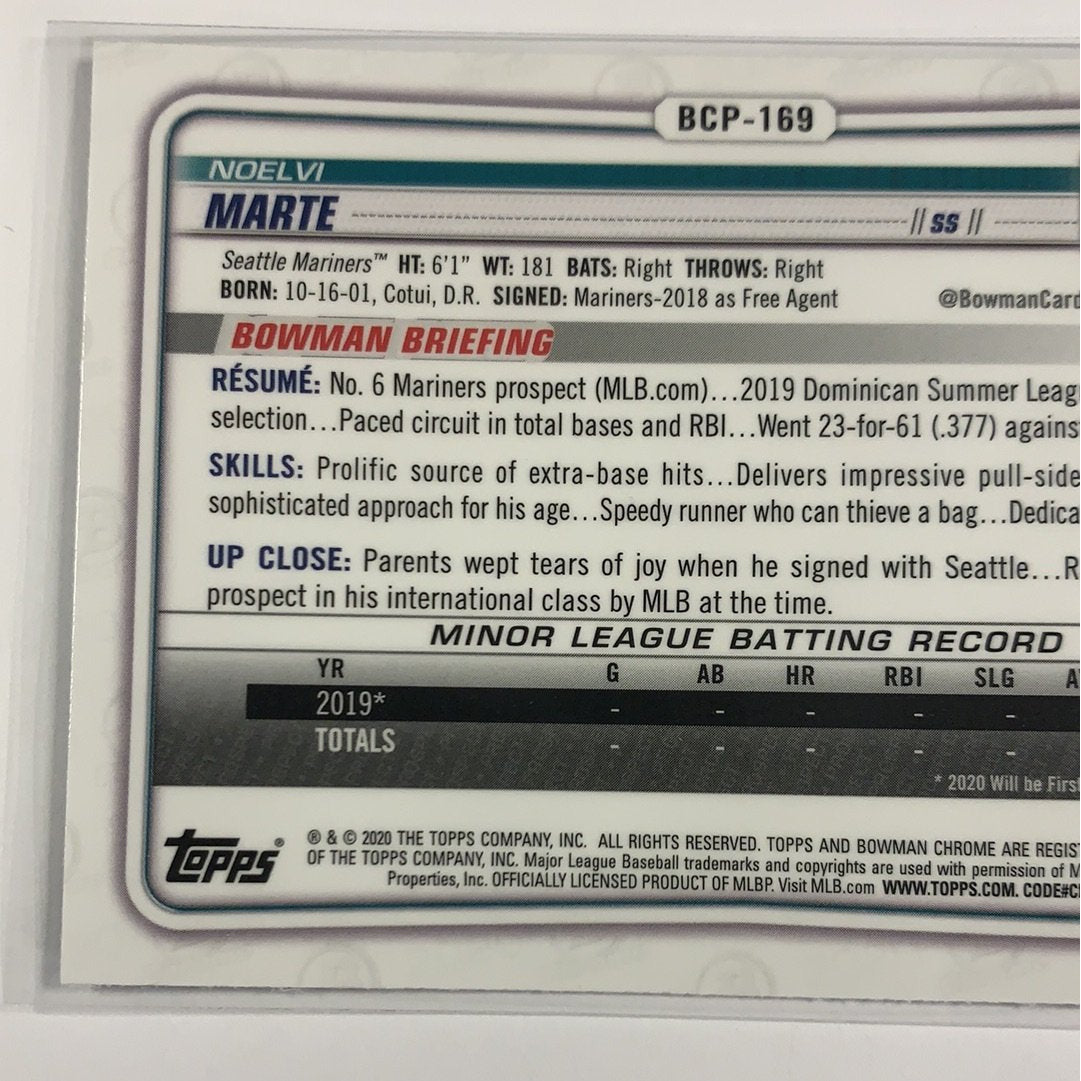 BCP-169
NOELVI
MARTE
// SS //
Seattle Mariners™ HT: 6'1" WT: 181 BATS: Right THROWS: Right
BORN: 10-16-01, Cotui, D.R. SIGNED: Mariners-2018 as Free Agent
@BowmanCard
BOWMAN BRIEFING
RÉSUMÉ: No. 6 Mariners prospect (MLB.com)...2019 Dominican Summer Leag
selection...Paced circuit in total bases and RBI...Went 23-for-61 (.377) agains
SKILLS: Prolific source of extra-base hits...Delivers impressive pull-side
sophisticated approach for his age...Speedy runner who can thieve a bag...Dedica
UP CLOSE: Parents wept tears of joy when he signed with Seattle...R
prospect in his international class by MLB at the time.
MINOR LEAGUE BATTING RECORD
YR G AB HR RBI SLG A
2019* - - - - -
TOTALS - - - - -
* 2020 Will be First
topps®
® & © 2020 THE TOPPS COMPANY, INC. ALL RIGHTS RESERVED. TOPPS AND BOWMAN CHROME ARE REGIS
OF THE TOPPS COMPANY, INC. Major League Baseball trademarks and copyrights are used with permission of M
Properties, Inc. OFFICIALLY LICENSED PRODUCT OF MLBP. Visit MLB.com WWW.TOPPS.COM. CODE#C